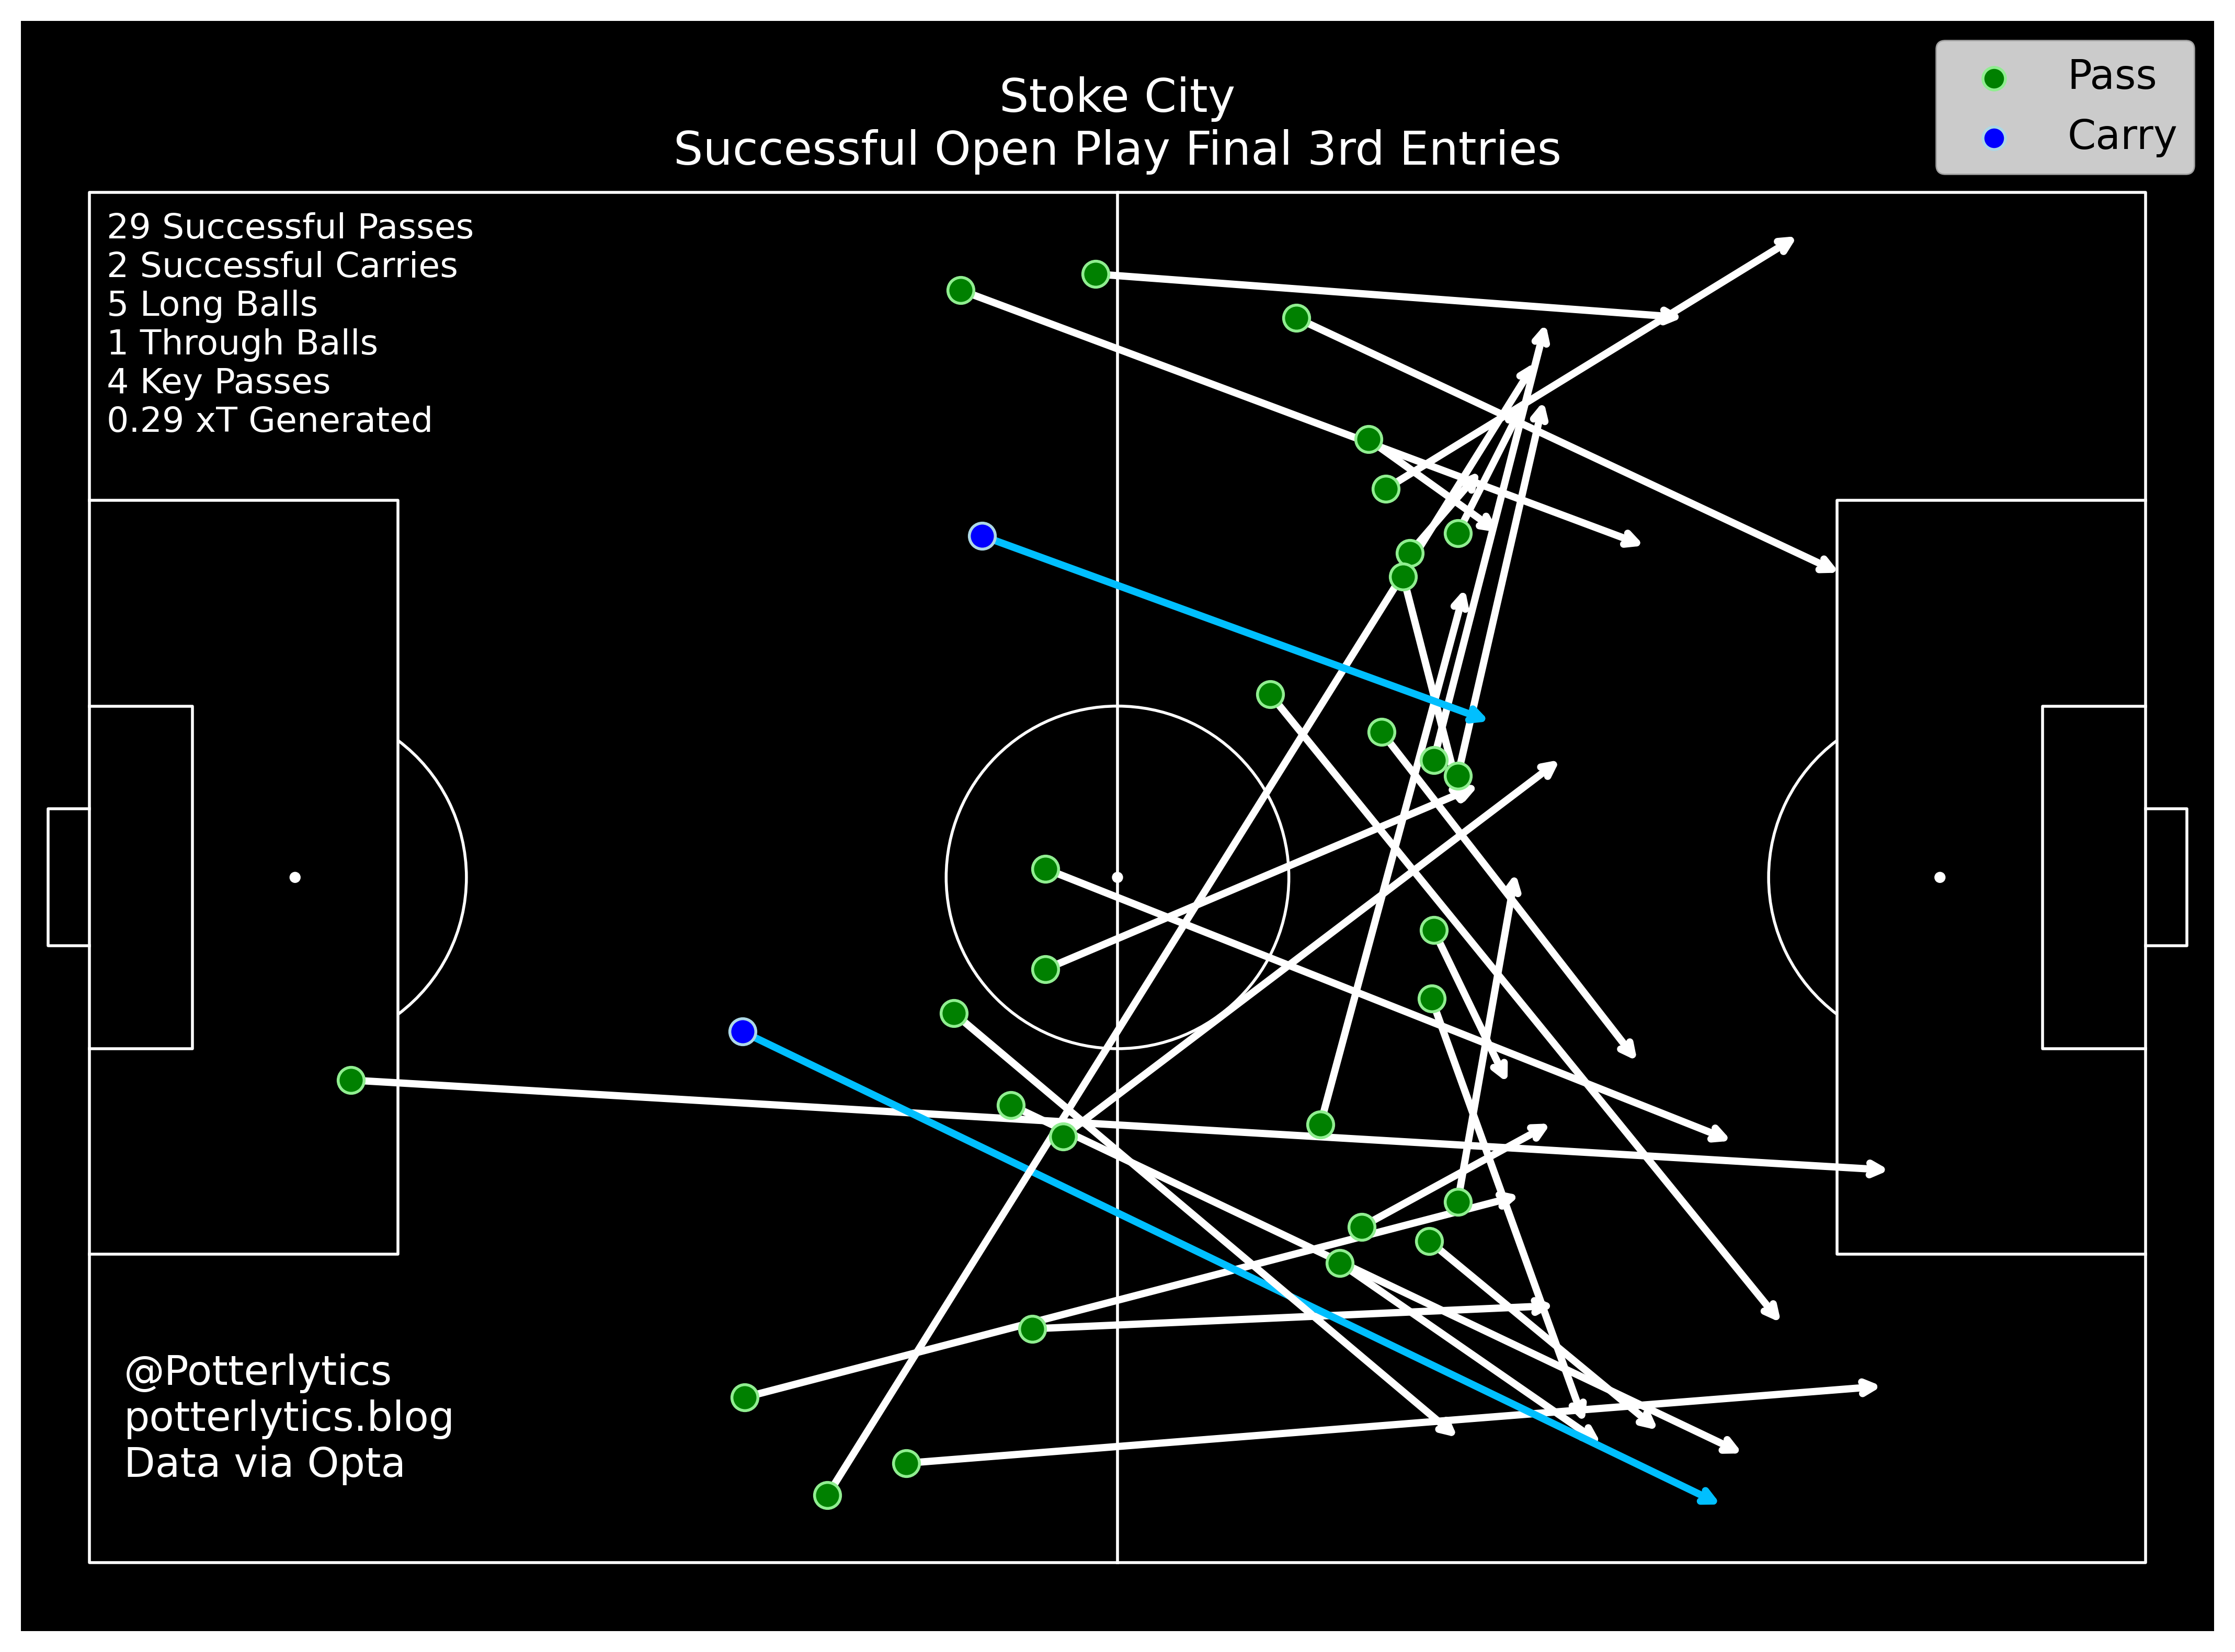 Stoke City
Successful Open Play Final 3rd Entries
Pass
Carry
29 Successful Passes
2 Successful Carries
5 Long Balls
1 Through Balls
4 Key Passes
0.29 xT Generated
@Potterlytics
potterlytics.blog
Data via Opta